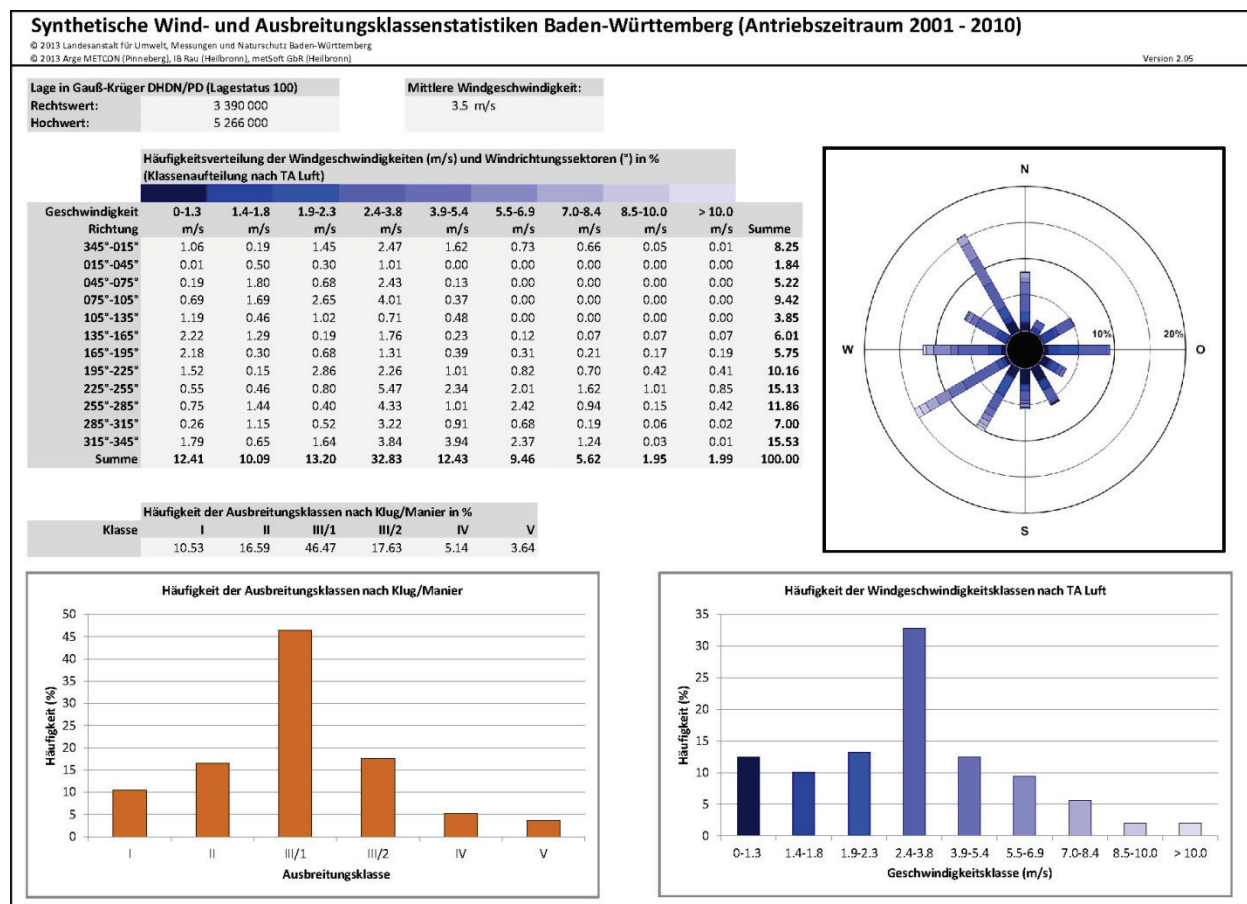 Synthetische Wind- und Ausbreitungsklassenstatistiken Baden-Württemberg (Antriebszeitraum 2001 - 2010)
© 2013 Landesanstalt für Umwelt, Messungen und Naturschutz Baden-Württemberg
© 2013 Arge METCON (Pinneberg), IB Rau (Heilbronn), metSoft GbR (Heilbronn) Version 2.05
Lage in Gauß-Krüger DHDN/PD (Lagestatus 100) Mittlere Windgeschwindigkeit:
Rechtswert: 3 390 000 3.5 m/s
Hochwert: 5 266 000
Häufigkeitsverteilung der Windgeschwindigkeiten (m/s) und Windrichtungssektoren (°) in %
(Klassenaufteilung nach TA Luft)
Geschwindigkeit 0-1.3 1.4-1.8 1.9-2.3 2.4-3.8 3.9-5.4 5.5-6.9 7.0-8.4 8.5-10.0 > 10.0
Richtung m/s m/s m/s m/s m/s m/s m/s m/s m/s Summe
345°-015° 1.06 0.19 1.45 2.47 1.62 0.73 0.66 0.05 0.01 8.25
015°-045° 0.01 0.50 0.30 1.01 0.00 0.00 0.00 0.00 0.00 1.84
045°-075° 0.19 1.80 0.68 2.43 0.13 0.00 0.00 0.00 0.00 5.22
075°-105° 0.69 1.69 2.65 4.01 0.37 0.00 0.00 0.00 0.00 9.42
105°-135° 1.19 0.46 1.02 0.71 0.48 0.00 0.00 0.00 0.00 3.85
135°-165° 2.22 1.29 0.19 1.76 0.23 0.12 0.07 0.07 0.07 6.01
165°-195° 2.18 0.30 0.68 1.31 0.39 0.31 0.21 0.17 0.19 5.75
195°-225° 1.52 0.15 2.86 2.26 1.01 0.82 0.70 0.42 0.41 10.16
225°-255° 0.55 0.46 0.80 5.47 2.34 2.01 1.62 1.01 0.85 15.13
255°-285° 0.75 1.44 0.40 4.33 1.01 2.42 0.94 0.15 0.42 11.86
285°-315° 0.26 1.15 0.52 3.22 0.91 0.68 0.19 0.06 0.02 7.00
315°-345° 1.79 0.65 1.64 3.84 3.94 2.37 1.24 0.03 0.01 15.53
Summe 12.41 10.09 13.20 32.83 12.43 9.46 5.62 1.95 1.99 100.00
N
W 10% 20% O
S
Häufigkeit der Ausbreitungsklassen nach Klug/Manier in %
Klasse I II III/1 III/2 IV V
10.53 16.59 46.47 17.63 5.14 3.64
Häufigkeit der Ausbreitungsklassen nach Klug/Manier
Häufigkeit (%)
50
45
40
35
30
25
20
15
10
5
0
I II III/1 III/2 IV V
Ausbreitungsklasse
Häufigkeit der Windgeschwindigkeitsklassen nach TA Luft
Häufigkeit (%)
35
30
25
20
15
10
5
0
0-1.3 1.4-1.8 1.9-2.3 2.4-3.8 3.9-5.4 5.5-6.9 7.0-8.4 8.5-10.0 > 10.0
Geschwindigkeitsklasse (m/s)